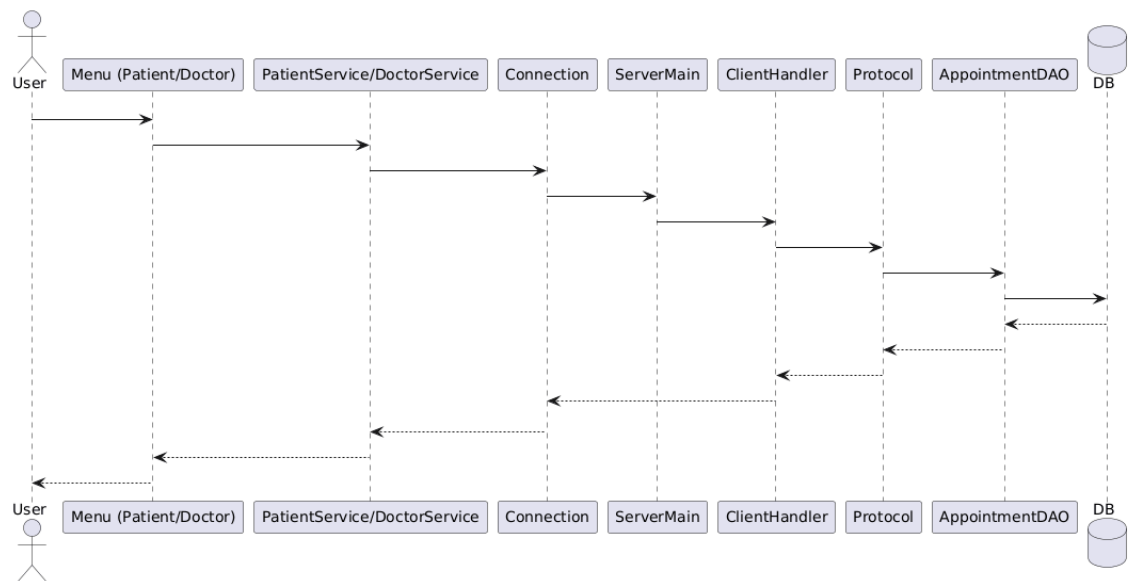 User
Menu (Patient/Doctor)
PatientService/DoctorService
Connection
ServerMain
ClientHandler
Protocol
AppointmentDAO
DB
User
Menu (Patient/Doctor)
PatientService/DoctorService
Connection
ServerMain
ClientHandler
Protocol
AppointmentDAO
DB